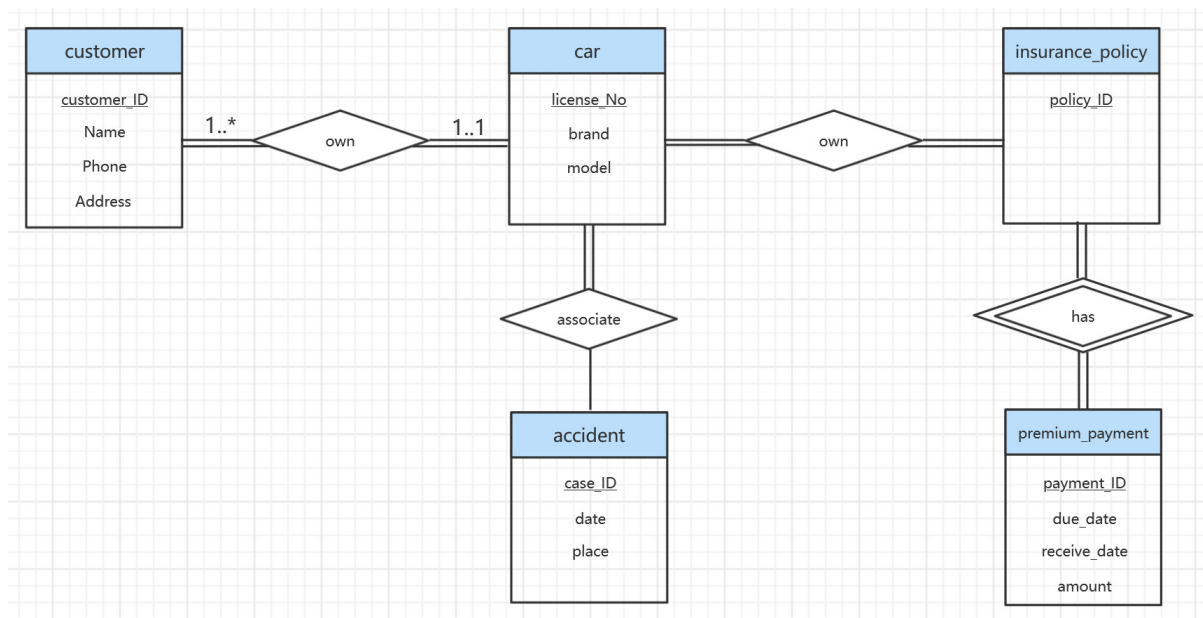 customer
customer_ID
Name
Phone
Address
1..*
own
1..1
car
license_No
brand
model
own
insurance_policy
policy_ID
associate
has
accident
case_ID
date
place
premium_payment
payment_ID
due_date
receive_date
amount